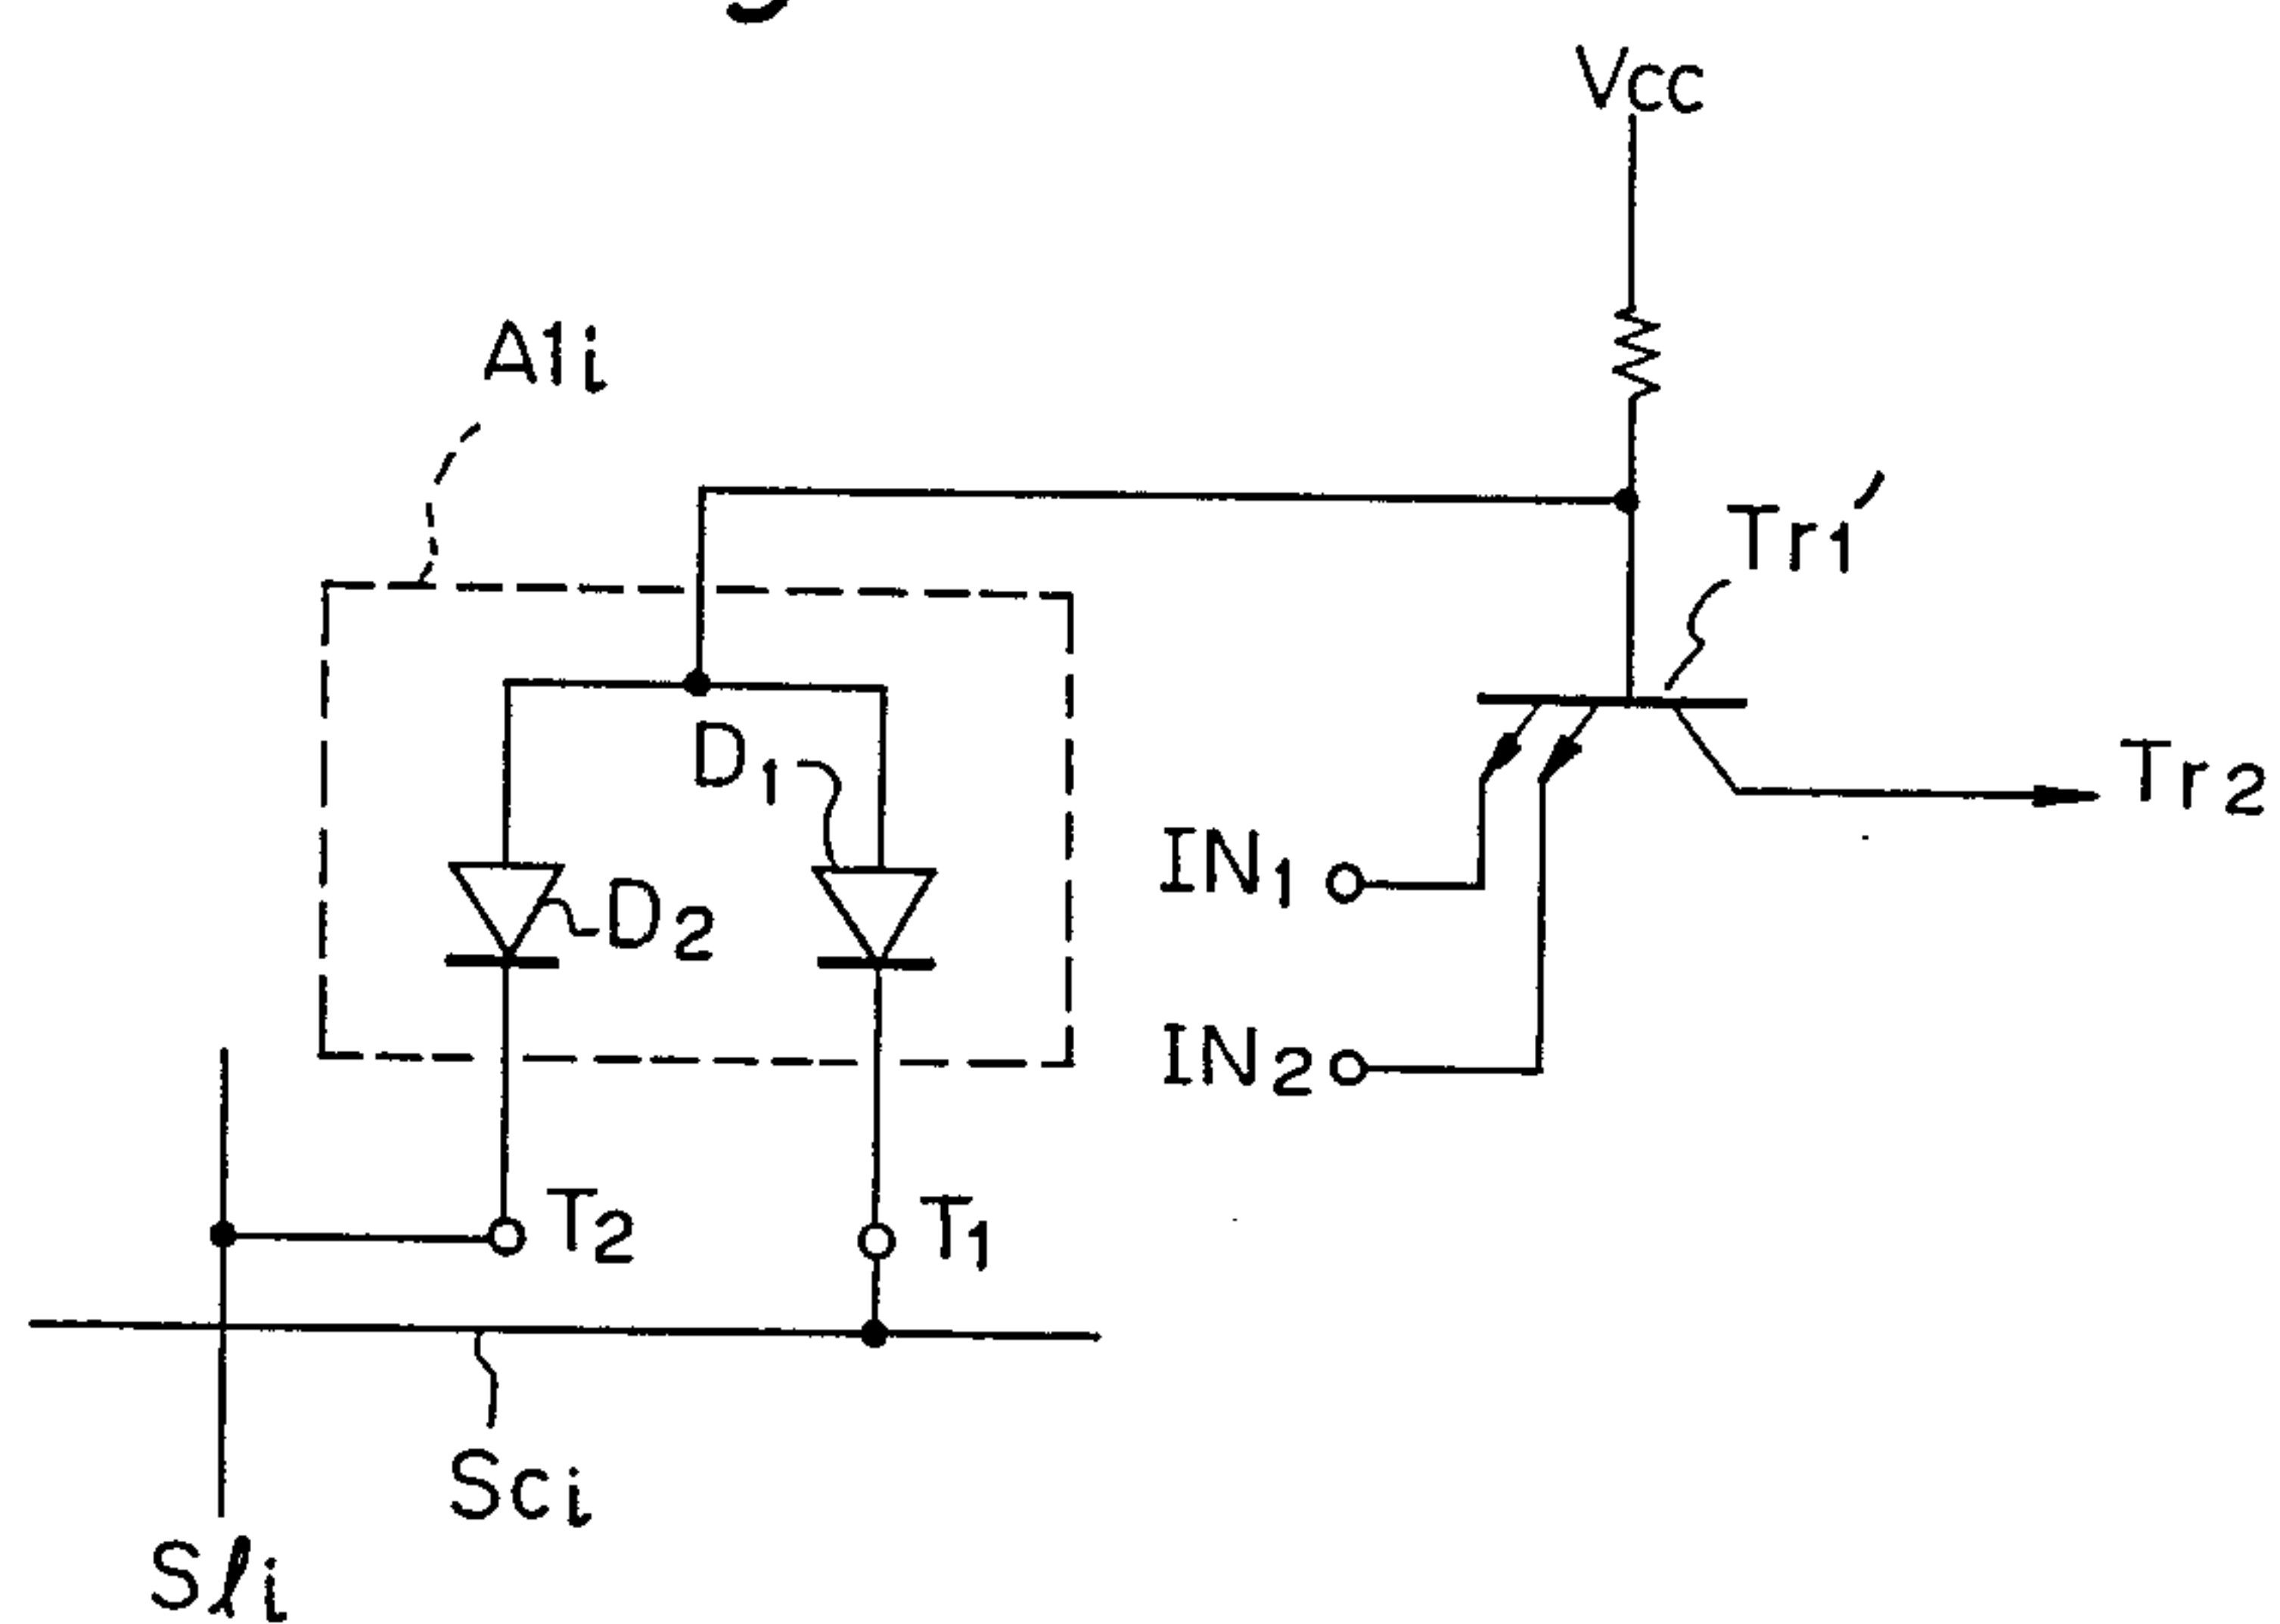 Vcc
A1i
Tr1′
D1
Tr2
IN1
D2
IN2
T2
T1
Sci
Sℓi